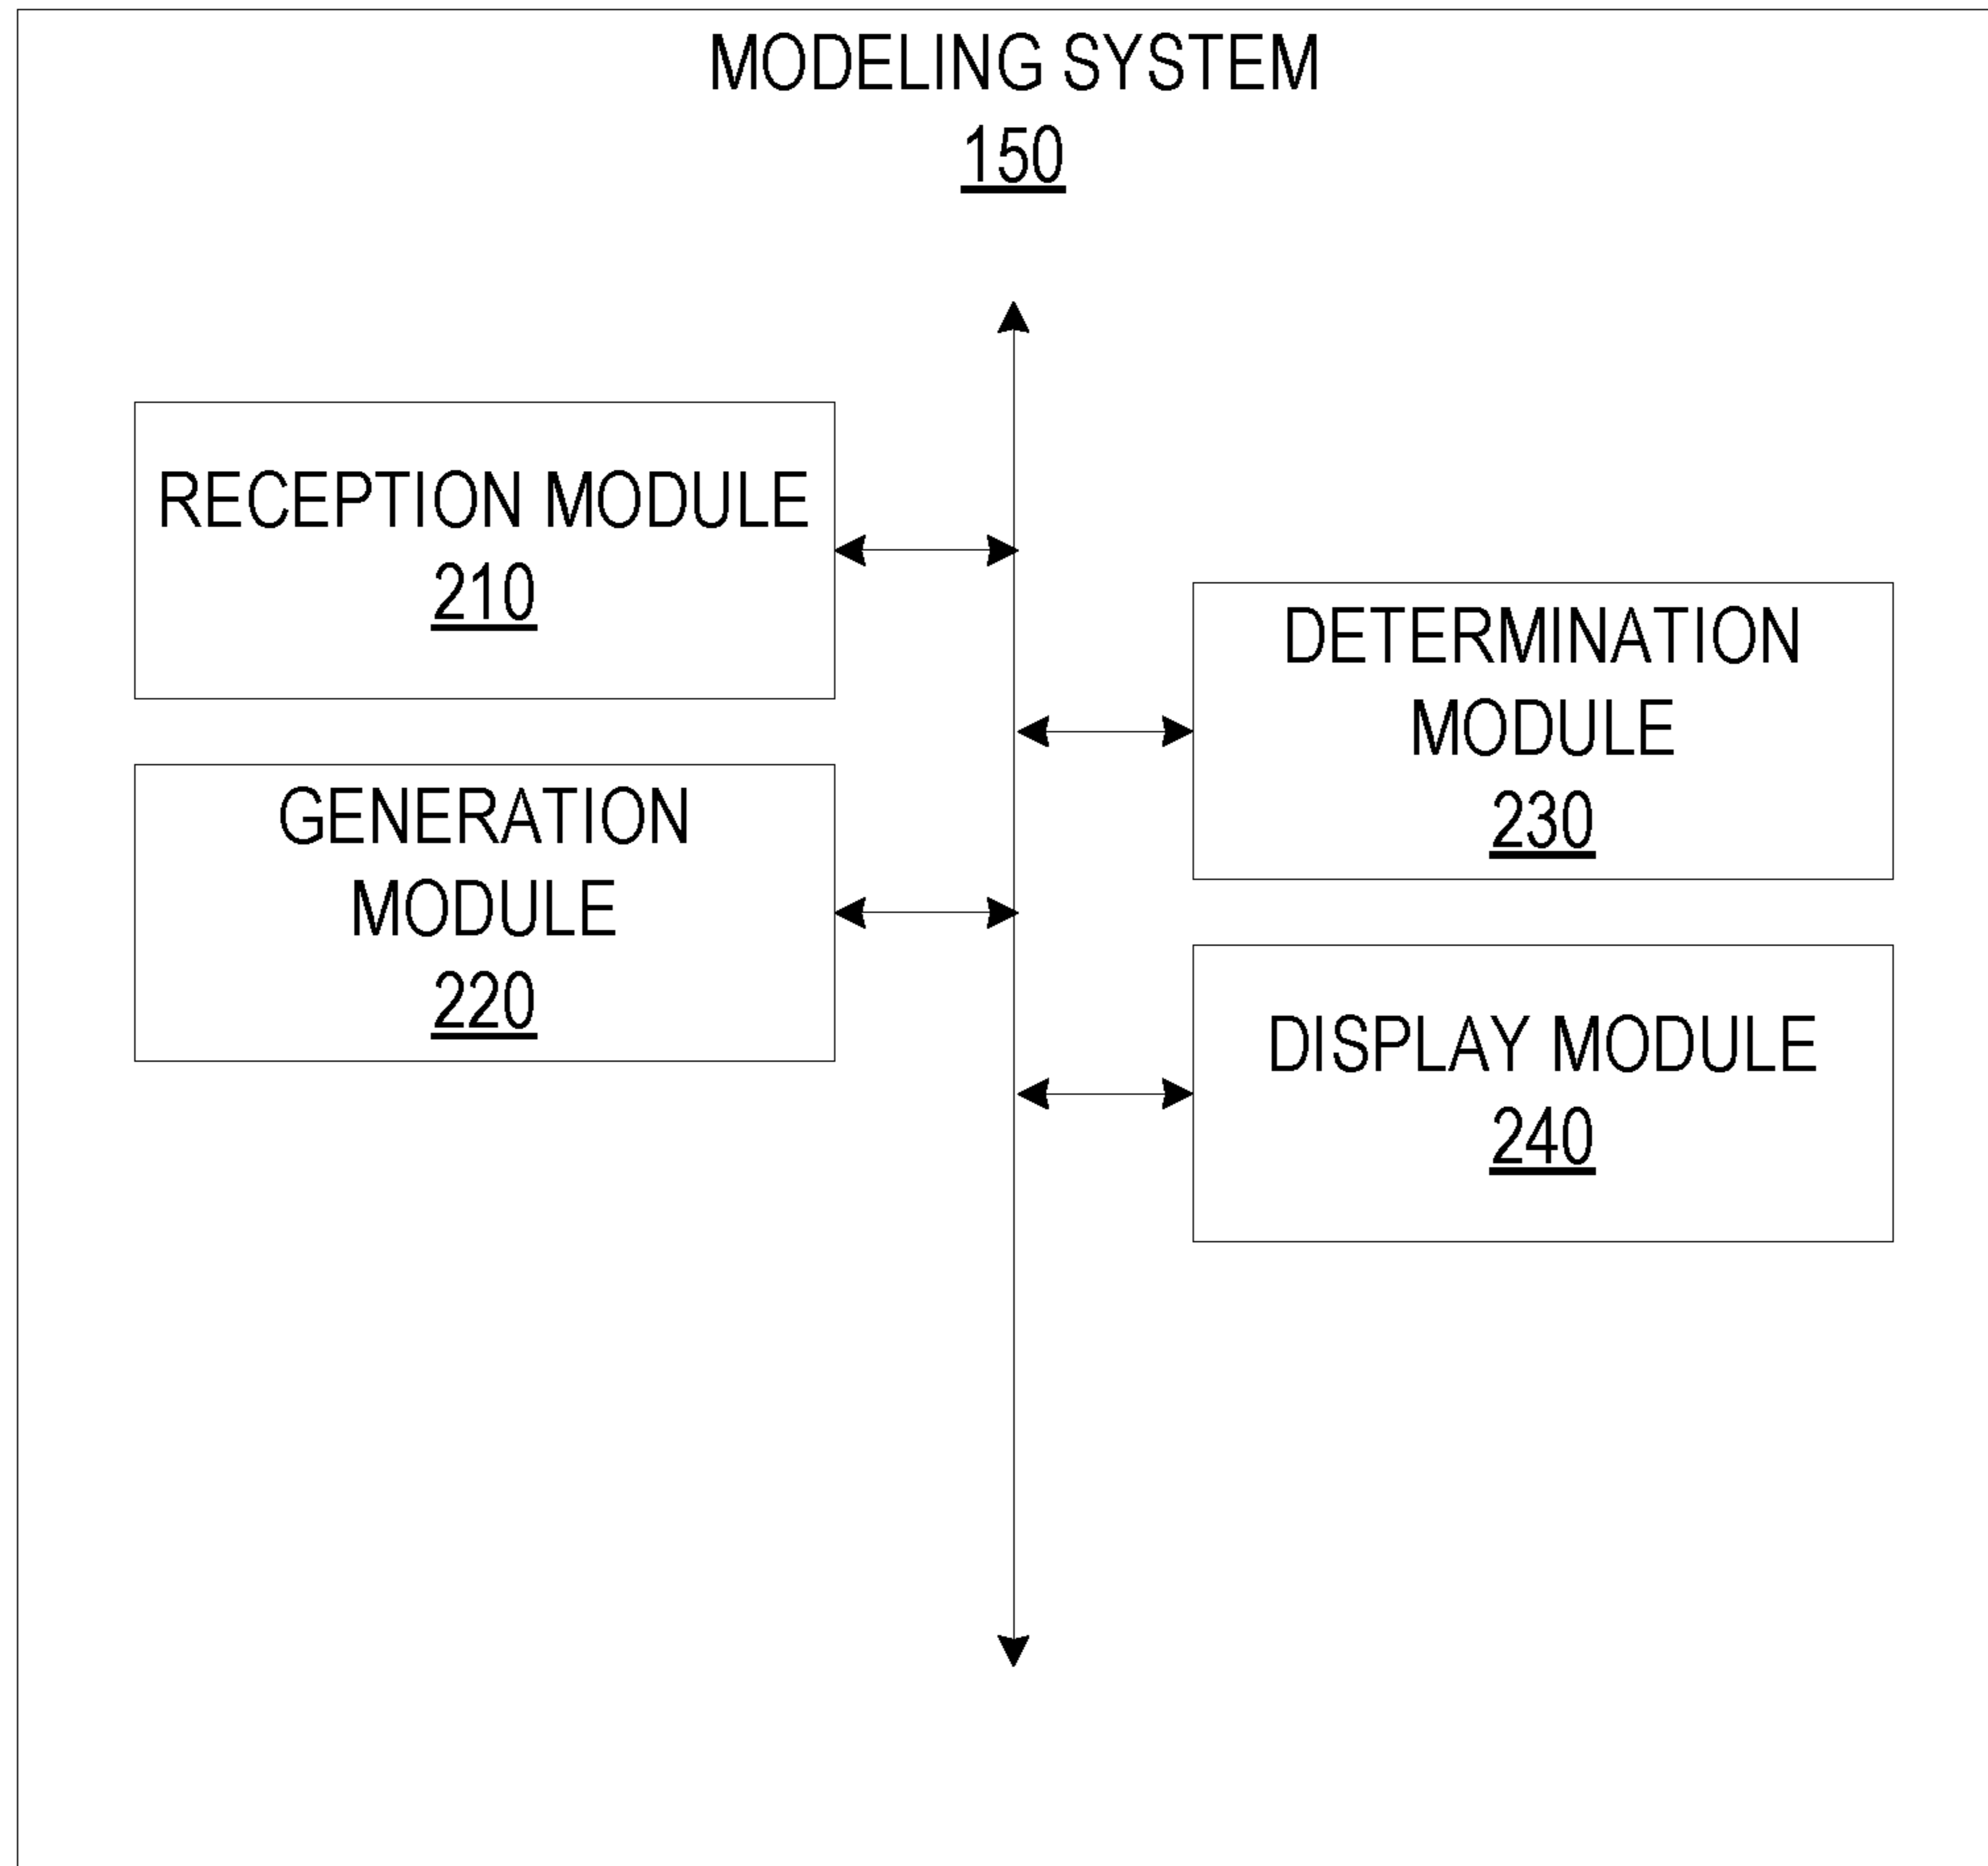 MODELING SYSTEM
150
RECEPTION MODULE
210
GENERATION
MODULE
220
DETERMINATION
MODULE
230
DISPLAY MODULE
240